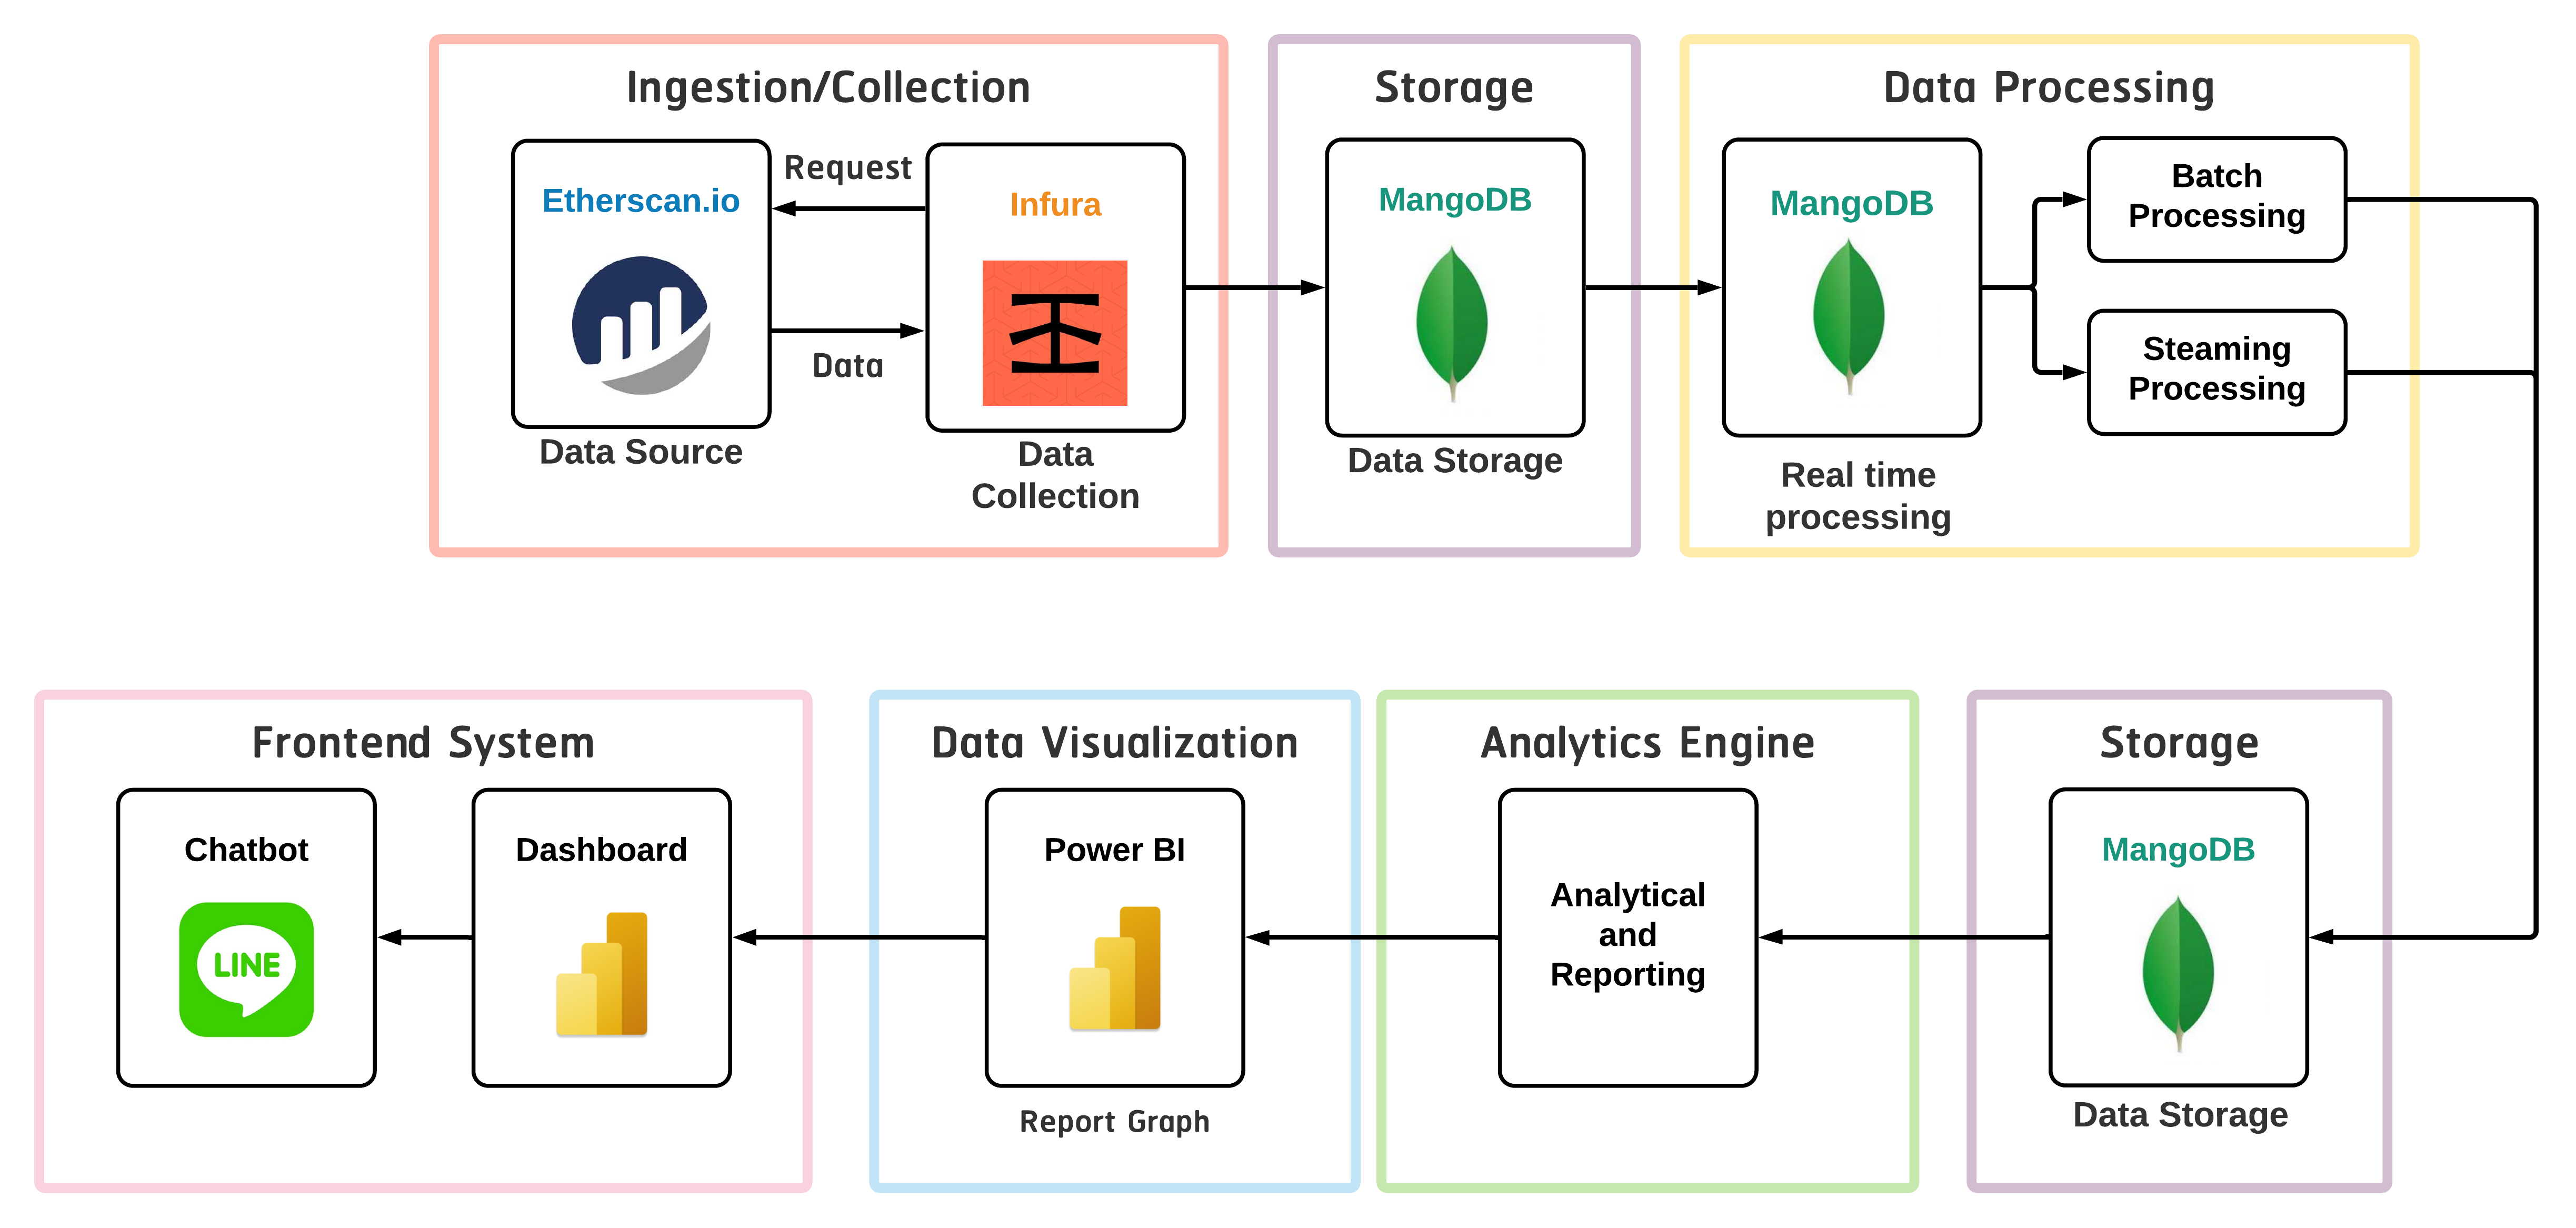 Ingestion/Collection
Etherscan.io
Data Source
Request
Data
Infura
Data
Collection
Storage
MangoDB
Data Storage
Data Processing
MangoDB
Real time
processing
Batch
Processing
Steaming
Processing
Frontend System
Chatbot
LINE
Dashboard
Data Visualization
Power BI
Report Graph
Analytics Engine
Analytical
and
Reporting
Storage
MangoDB
Data Storage